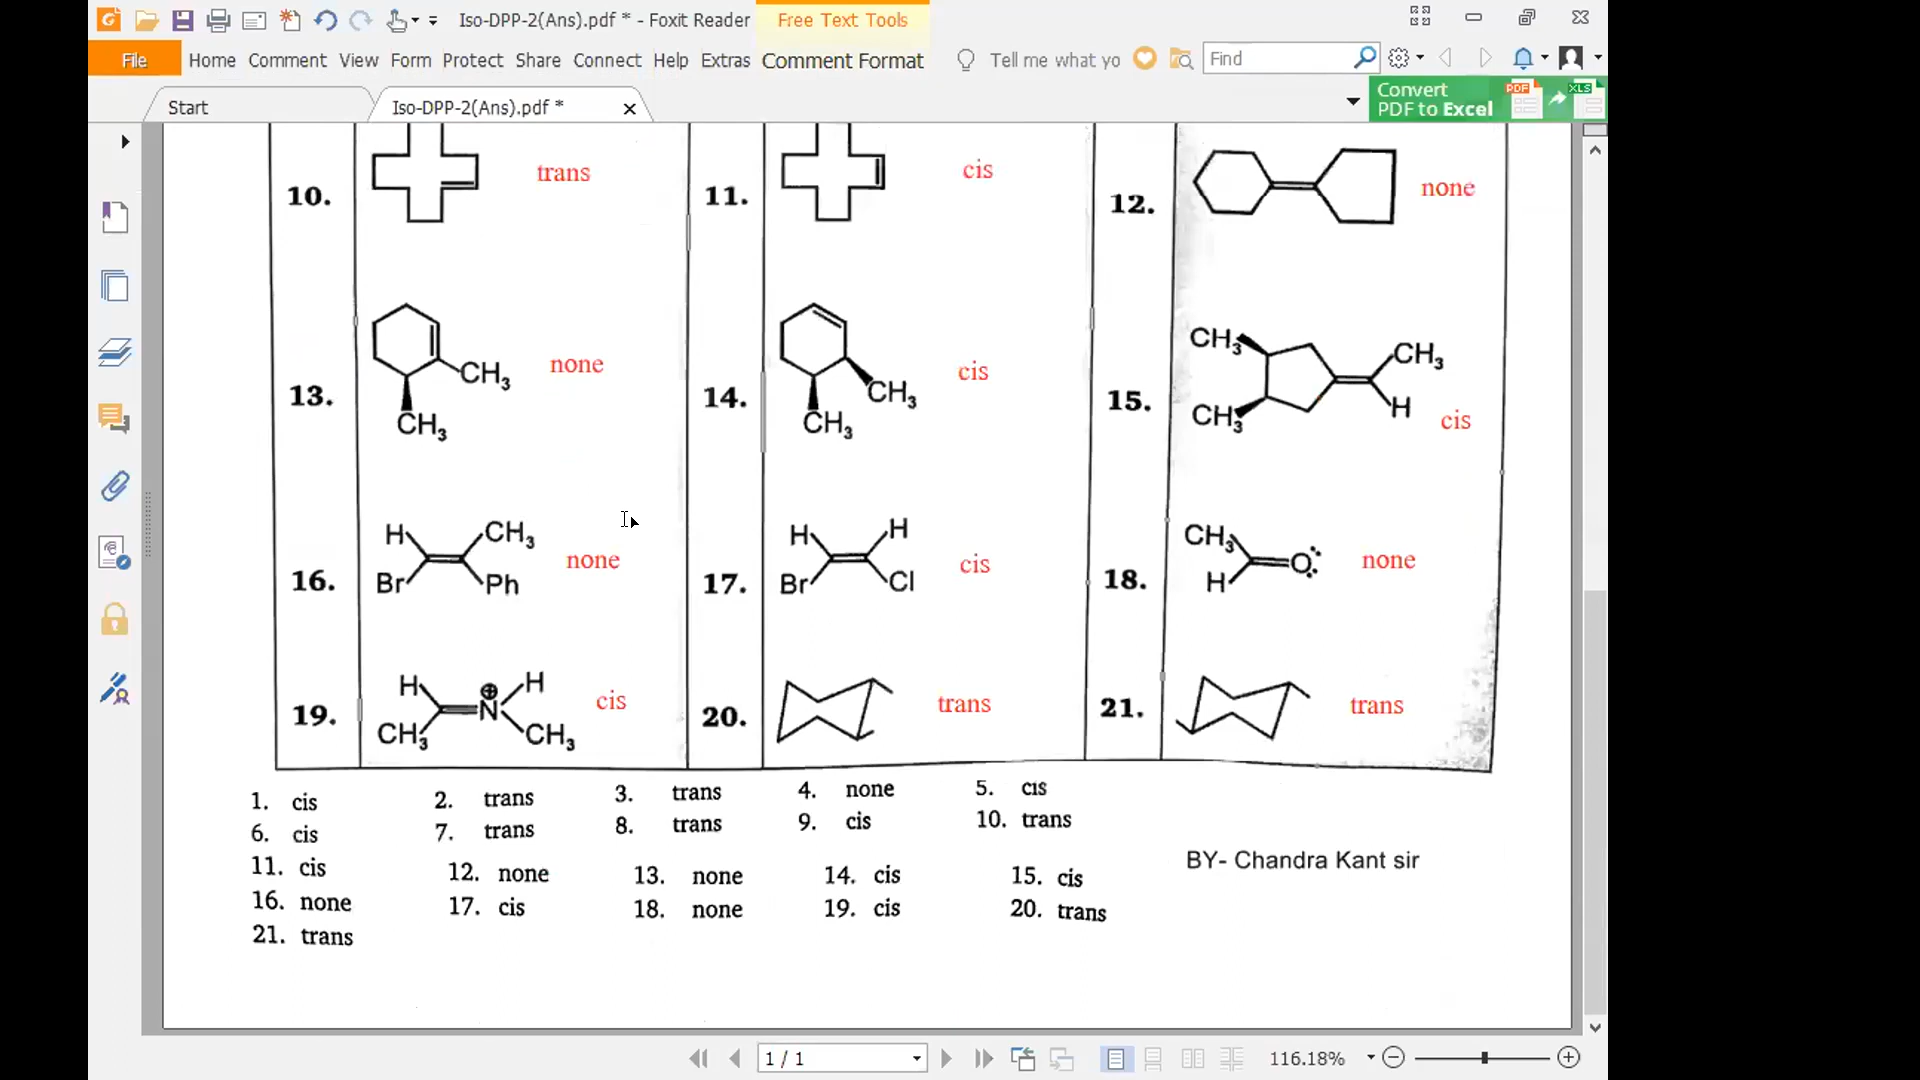 Iso-DPP-2(Ans).pdf * - Foxit Reader
Free Text Tools
File Home Comment View Form Protect Share Connect Help Extras Comment Format Tell me what yo Find
Start Iso-DPP-2(Ans).pdf *
Convert PDF XLS
PDF to Excel
10. trans 11. cis 12. none
13. CH3 CH3 none
14. CH3 CH3 cis
15. CH3 CH3 CH3 H cis
16. H CH3 Br Ph none
17. H H Br Cl cis
18. CH3 H O none
19. H ⊕ H CH3 N CH3 cis
20. trans 21. trans
1. cis 2. trans 3. trans 4. none 5. cis
6. cis 7. trans 8. trans 9. cis 10. trans
11. cis 12. none 13. none 14. cis 15. cis
16. none 17. cis 18. none 19. cis 20. trans
21. trans
BY- Chandra Kant sir
1 / 1 116.18%